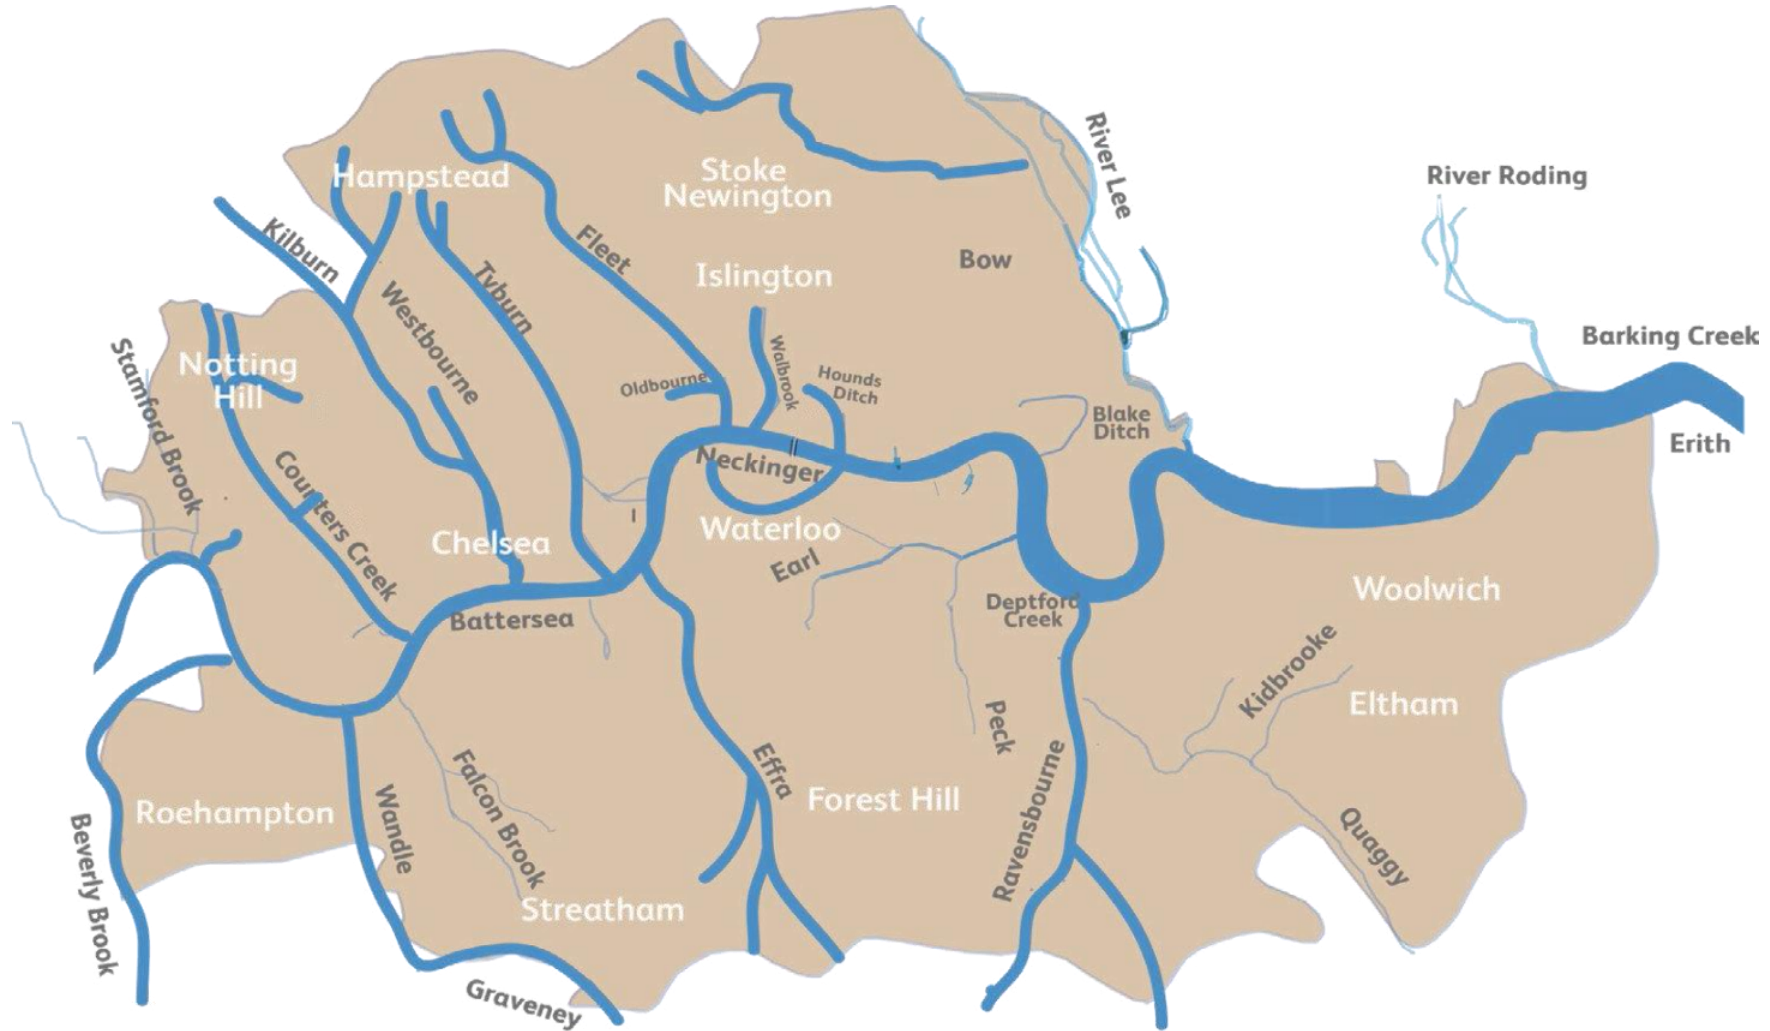 River Lee
River Roding
Hampstead
Stoke
Newington
Kilburn
Fleet
Bow
Islington
Tyburn
Westbourne
Barking Creek
Stamford Brook
Notting
Hill
Oldbourne
Walbrook
Hounds
Ditch
Blake
Ditch
Erith
Neckinger
Counters Creek
Chelsea
Waterloo
Earl
Woolwich
Battersea
Deptford
Creek
Kidbrooke
Eltham
Peck
Effra
Forest Hill
Roehampton
Wandle
Falcon Brook
Ravensbourne
Quaggy
Beverly Brook
Streatham
Graveney